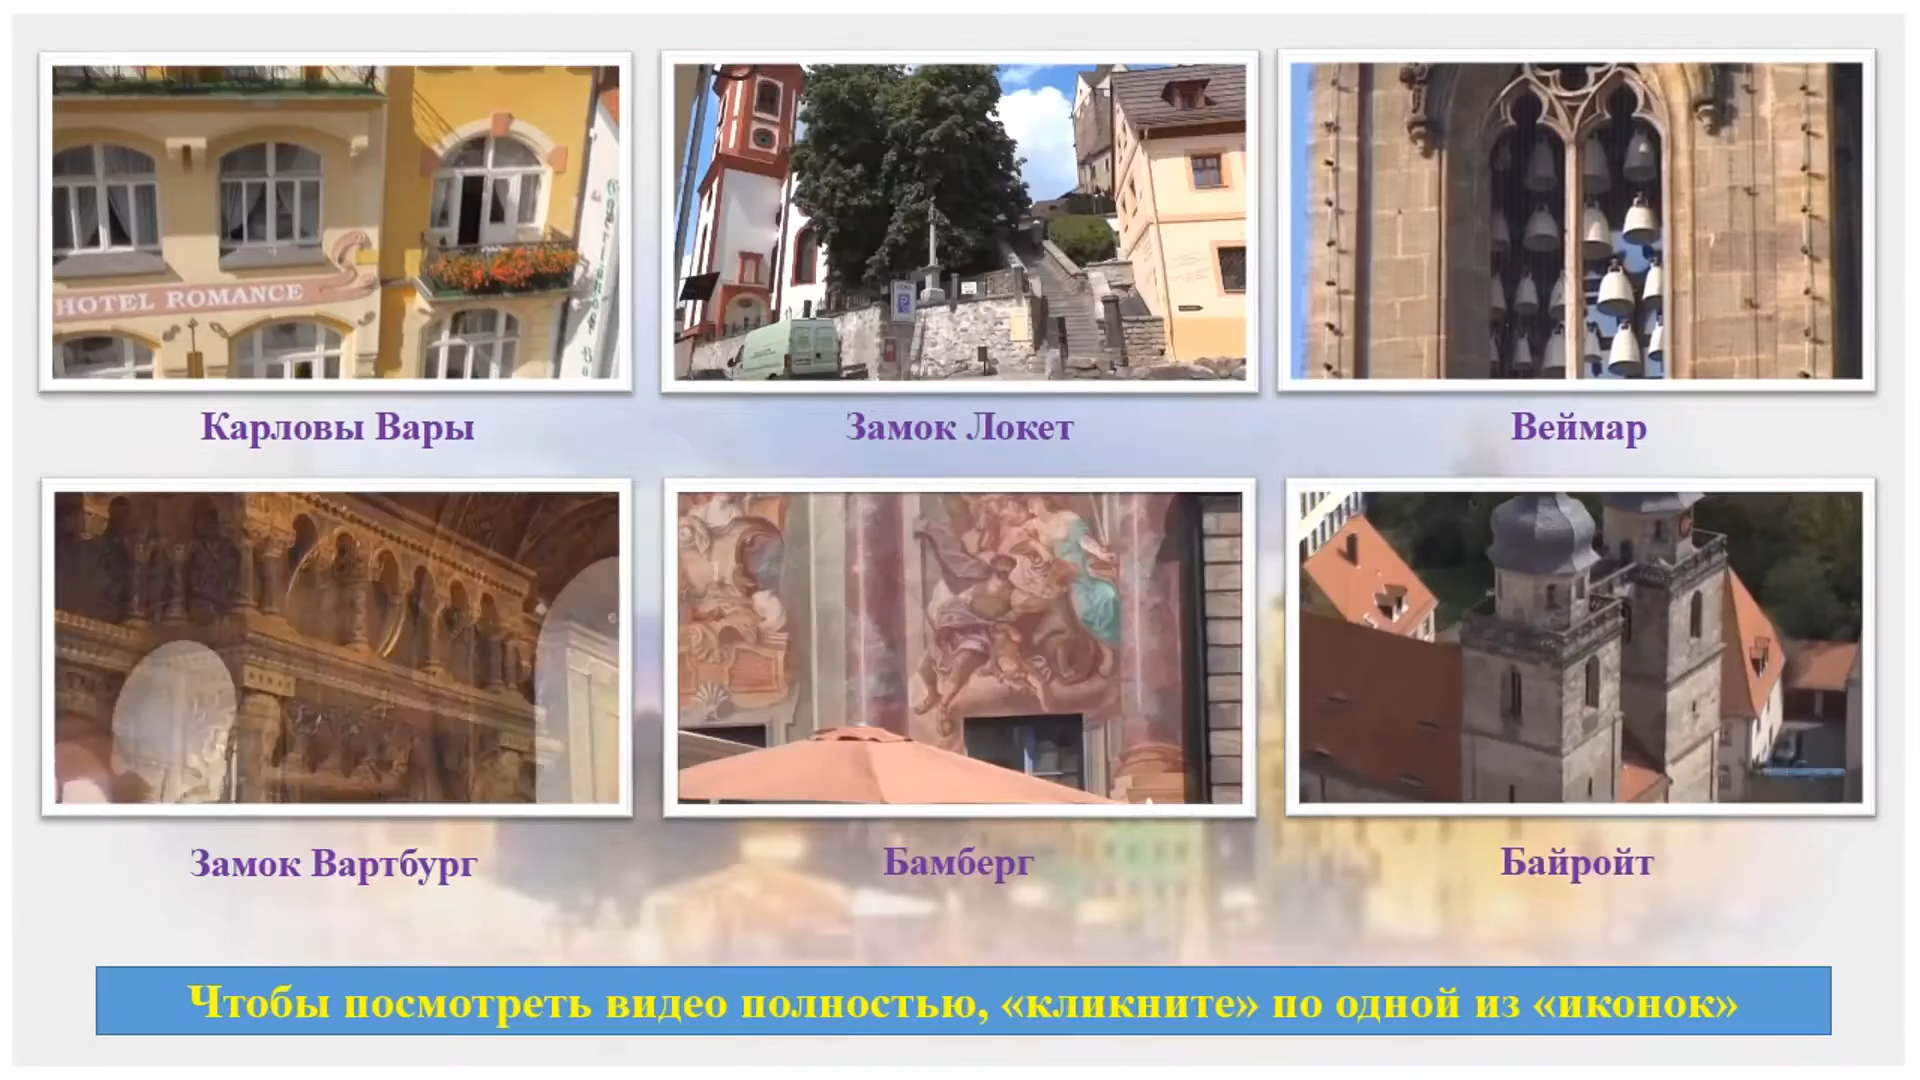 HOTEL ROMANCE
Карловы Вары
Замок Локет
Веймар
Замок Вартбург
Бамберг
Байройт
Чтобы посмотреть видео полностью, «кликните» по одной из «иконок»